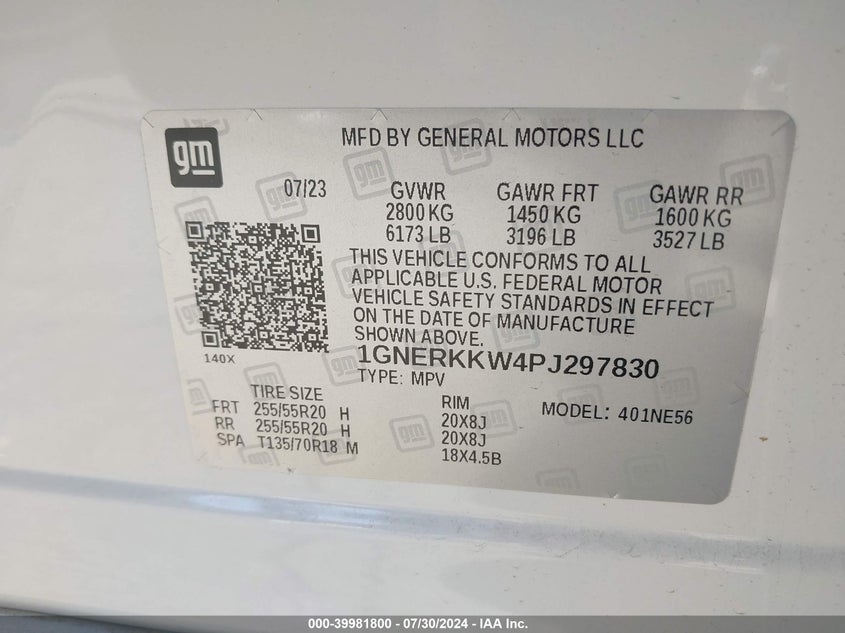 gm
MFD BY GENERAL MOTORS LLC
07/23
GVWR GAWR FRT GAWR RR
2800 KG 1450 KG 1600 KG
6173 LB 3196 LB 3527 LB
THIS VEHICLE CONFORMS TO ALL
APPLICABLE U.S. FEDERAL MOTOR
VEHICLE SAFETY STANDARDS IN EFFECT
ON THE DATE OF MANUFACTURE
SHOWN ABOVE.
140X
1GNERKKW4PJ297830
TYPE: MPV
TIRE SIZE RIM MODEL: 401NE56
FRT 255/55R20 H 20X8J
RR 255/55R20 H 20X8J
SPA T135/70R18 M 18X4.5B
000-39981800 - 07/30/2024 - IAA Inc.